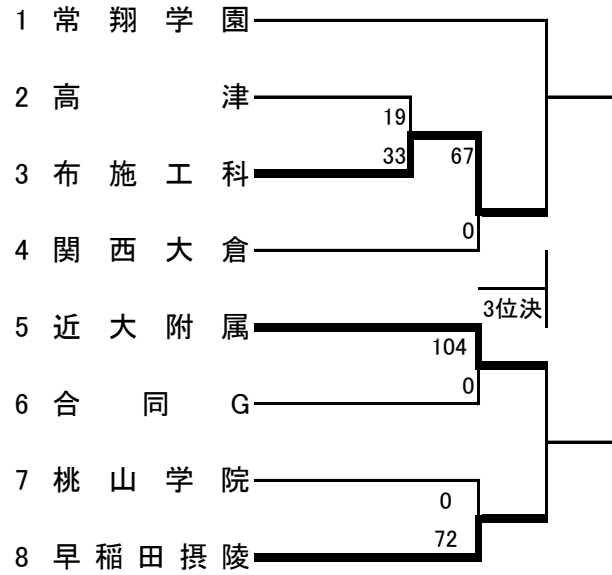 1 常翔学園
2 高津
19
3 布施工科
33 67
4 関西大倉
0
3位決
5 近大附属
104
6 合同G
0
7 桃山学院
0
8 早稲田摂陵
72